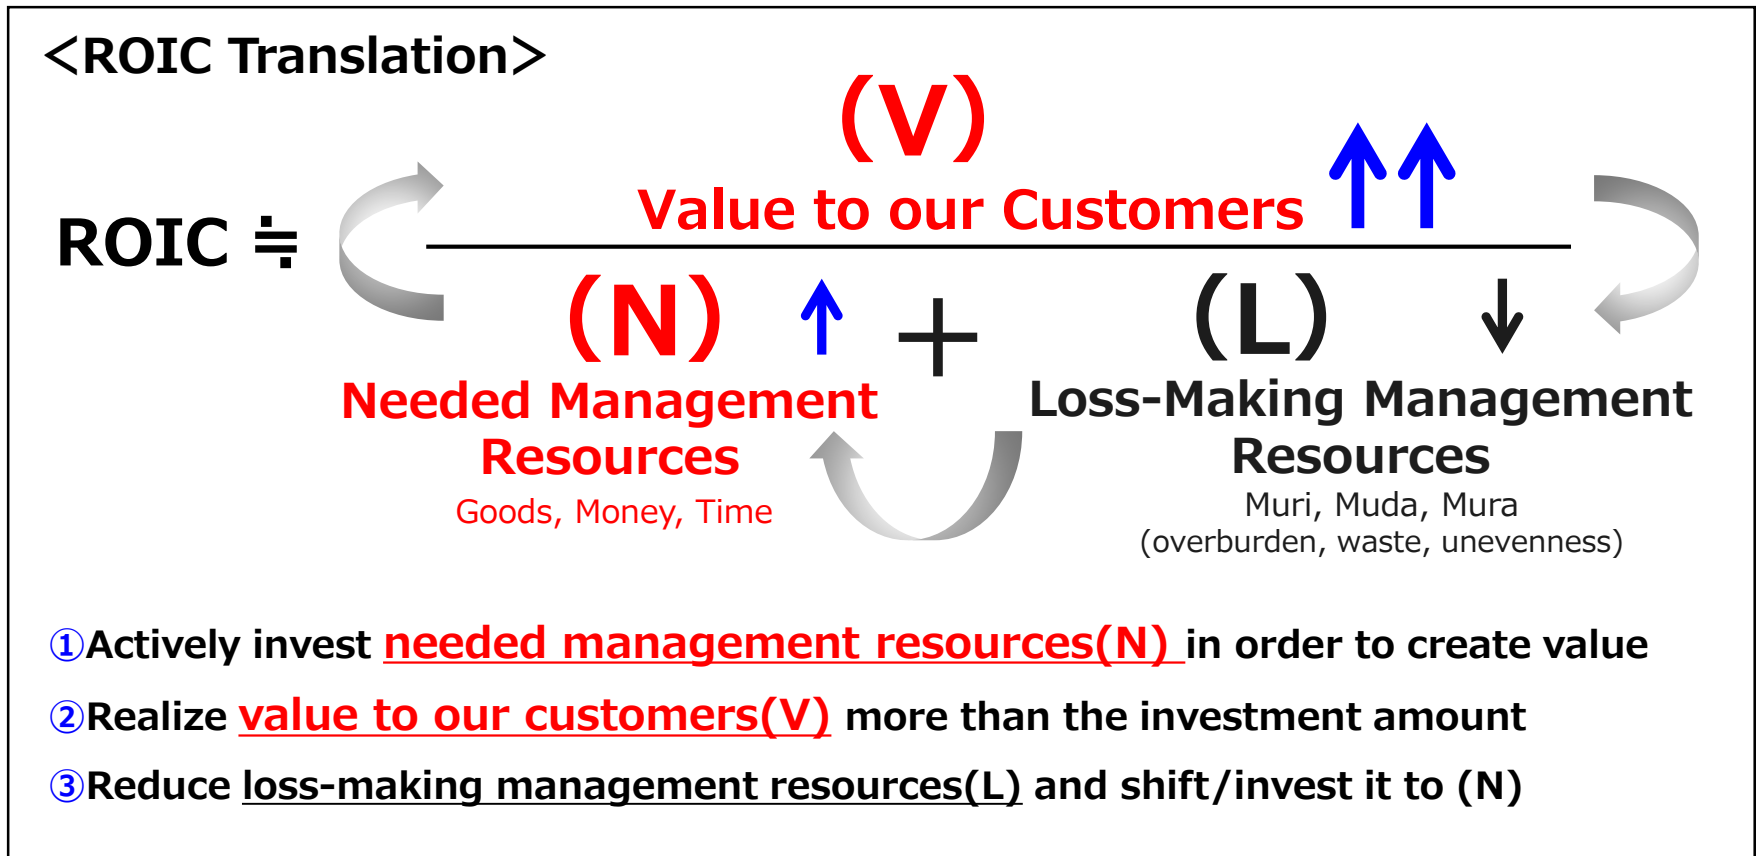 ＜ROIC Translation＞
(V)
Value to our Customers ↑↑
ROIC ≒
(N) ↑ + (L) ↓
Needed Management
Resources
Goods, Money, Time
Loss-Making Management
Resources
Muri, Muda, Mura
(overburden, waste, unevenness)
①Actively invest needed management resources(N) in order to create value
②Realize value to our customers(V) more than the investment amount
③Reduce loss-making management resources(L) and shift/invest it to (N)